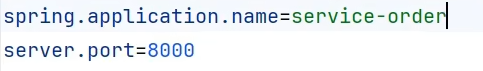 spring.application.name=service-order
server.port=8000